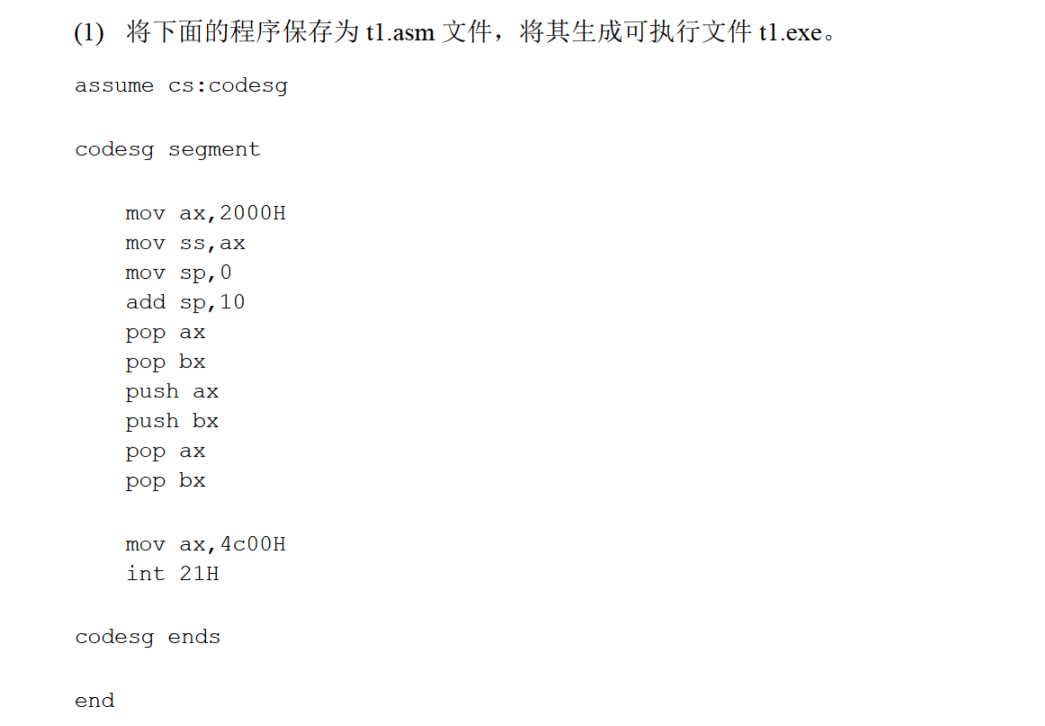 (1) 将下面的程序保存为 t1.asm 文件，将其生成可执行文件 t1.exe。
assume cs:codesg
codesg segment
mov ax,2000H
mov ss,ax
mov sp,0
add sp,10
pop ax
pop bx
push ax
push bx
pop ax
pop bx
mov ax,4c00H
int 21H
codesg ends
end